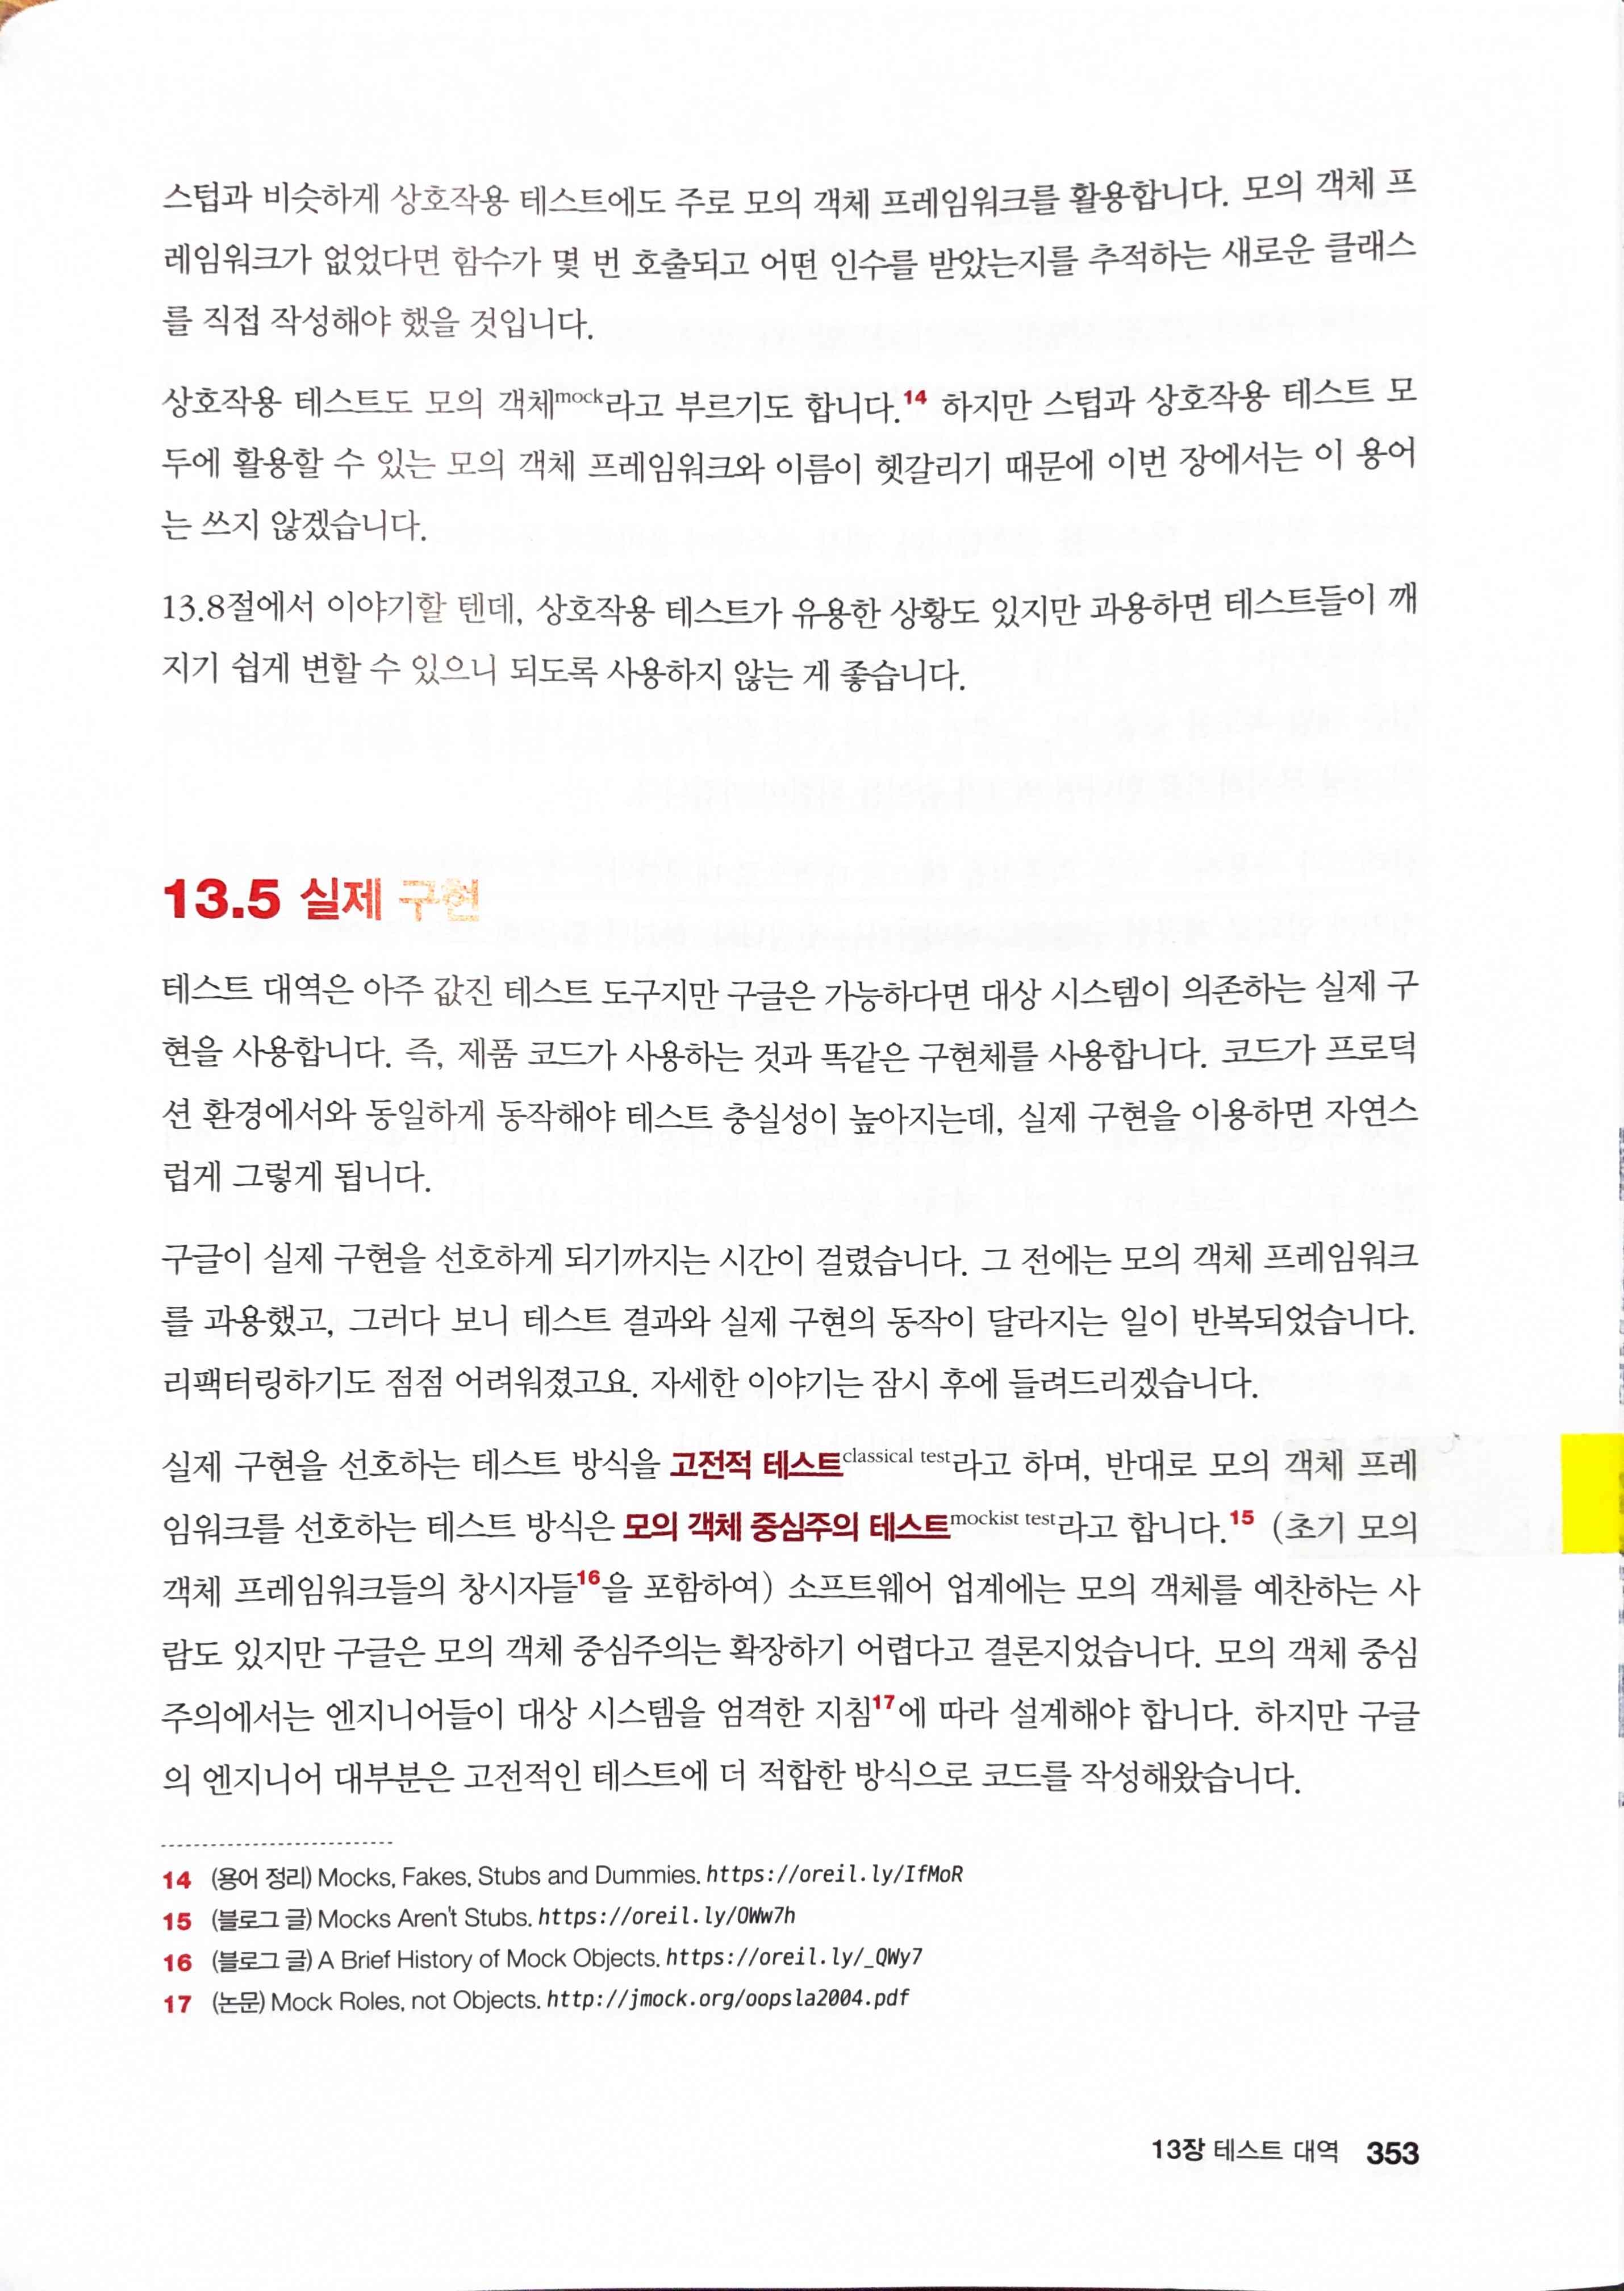 스텁과 비슷하게 상호작용 테스트에도 주로 모의 객체 프레임워크를 활용합니다. 모의 객체 프
레임워크가 없었다면 함수가 몇 번 호출되고 어떤 인수를 받았는지를 추적하는 새로운 클래스
를 직접 작성해야 했을 것입니다.
상호작용 테스트도 모의 객체mock라고 부르기도 합니다.14 하지만 스텁과 상호작용 테스트 모
두에 활용할 수 있는 모의 객체 프레임워크와 이름이 헷갈리기 때문에 이번 장에서는 이 용어
는 쓰지 않겠습니다.
13.8절에서 이야기할 텐데, 상호작용 테스트가 유용한 상황도 있지만 과용하면 테스트들이 깨
지기 쉽게 변할 수 있으니 되도록 사용하지 않는 게 좋습니다.
13.5 실제 구현
테스트 대역은 아주 값진 테스트 도구지만 구글은 가능하다면 대상 시스템이 의존하는 실제 구
현을 사용합니다. 즉, 제품 코드가 사용하는 것과 똑같은 구현체를 사용합니다. 코드가 프로덕
션 환경에서와 동일하게 동작해야 테스트 충실성이 높아지는데, 실제 구현을 이용하면 자연스
럽게 그렇게 됩니다.
구글이 실제 구현을 선호하게 되기까지는 시간이 걸렸습니다. 그 전에는 모의 객체 프레임워크
를 과용했고, 그러다 보니 테스트 결과와 실제 구현의 동작이 달라지는 일이 반복되었습니다.
리팩터링하기도 점점 어려워졌고요. 자세한 이야기는 잠시 후에 들려드리겠습니다.
실제 구현을 선호하는 테스트 방식을 고전적 테스트classical test라고 하며, 반대로 모의 객체 프레
임워크를 선호하는 테스트 방식은 모의 객체 중심주의 테스트mockist test라고 합니다.15 (초기 모의
객체 프레임워크들의 창시자들16을 포함하여) 소프트웨어 업계에는 모의 객체를 예찬하는 사
람도 있지만 구글은 모의 객체 중심주의는 확장하기 어렵다고 결론지었습니다. 모의 객체 중심
주의에서는 엔지니어들이 대상 시스템을 엄격한 지침17에 따라 설계해야 합니다. 하지만 구글
의 엔지니어 대부분은 고전적인 테스트에 더 적합한 방식으로 코드를 작성해왔습니다.
14 (용어 정리) Mocks, Fakes, Stubs and Dummies. https://oreil.ly/IfMoR
15 (블로그 글) Mocks Aren't Stubs. https://oreil.ly/OWw7h
16 (블로그 글) A Brief History of Mock Objects. https://oreil.ly/_QWy7
17 (논문) Mock Roles, not Objects. http://jmock.org/oopsla2004.pdf
13장 테스트 대역 353